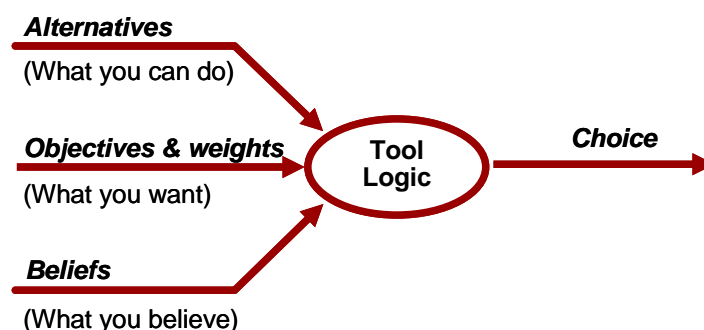 Alternatives
(What you can do)
Objectives & weights
(What you want)
Beliefs
(What you believe)
Tool
Logic
Choice